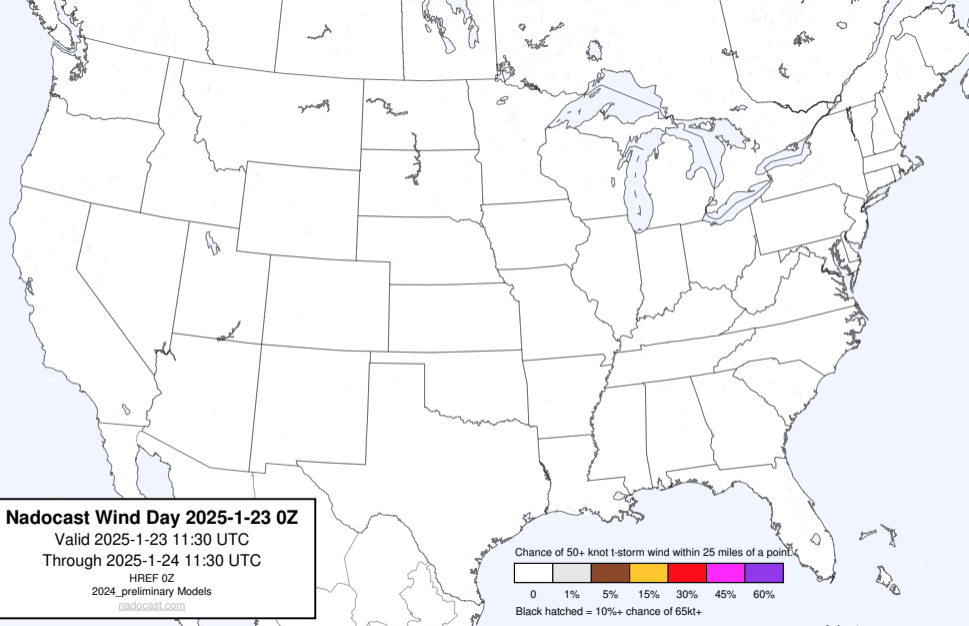 Nadocast Wind Day 2025-1-23 0Z
Valid 2025-1-23 11:30 UTC
Through 2025-1-24 11:30 UTC
HREF 0Z
2024_preliminary Models
nadocast.com
Chance of 50+ knot t-storm wind within 25 miles of a point.
0 1% 5% 15% 30% 45% 60%
Black hatched = 10%+ chance of 65kt+